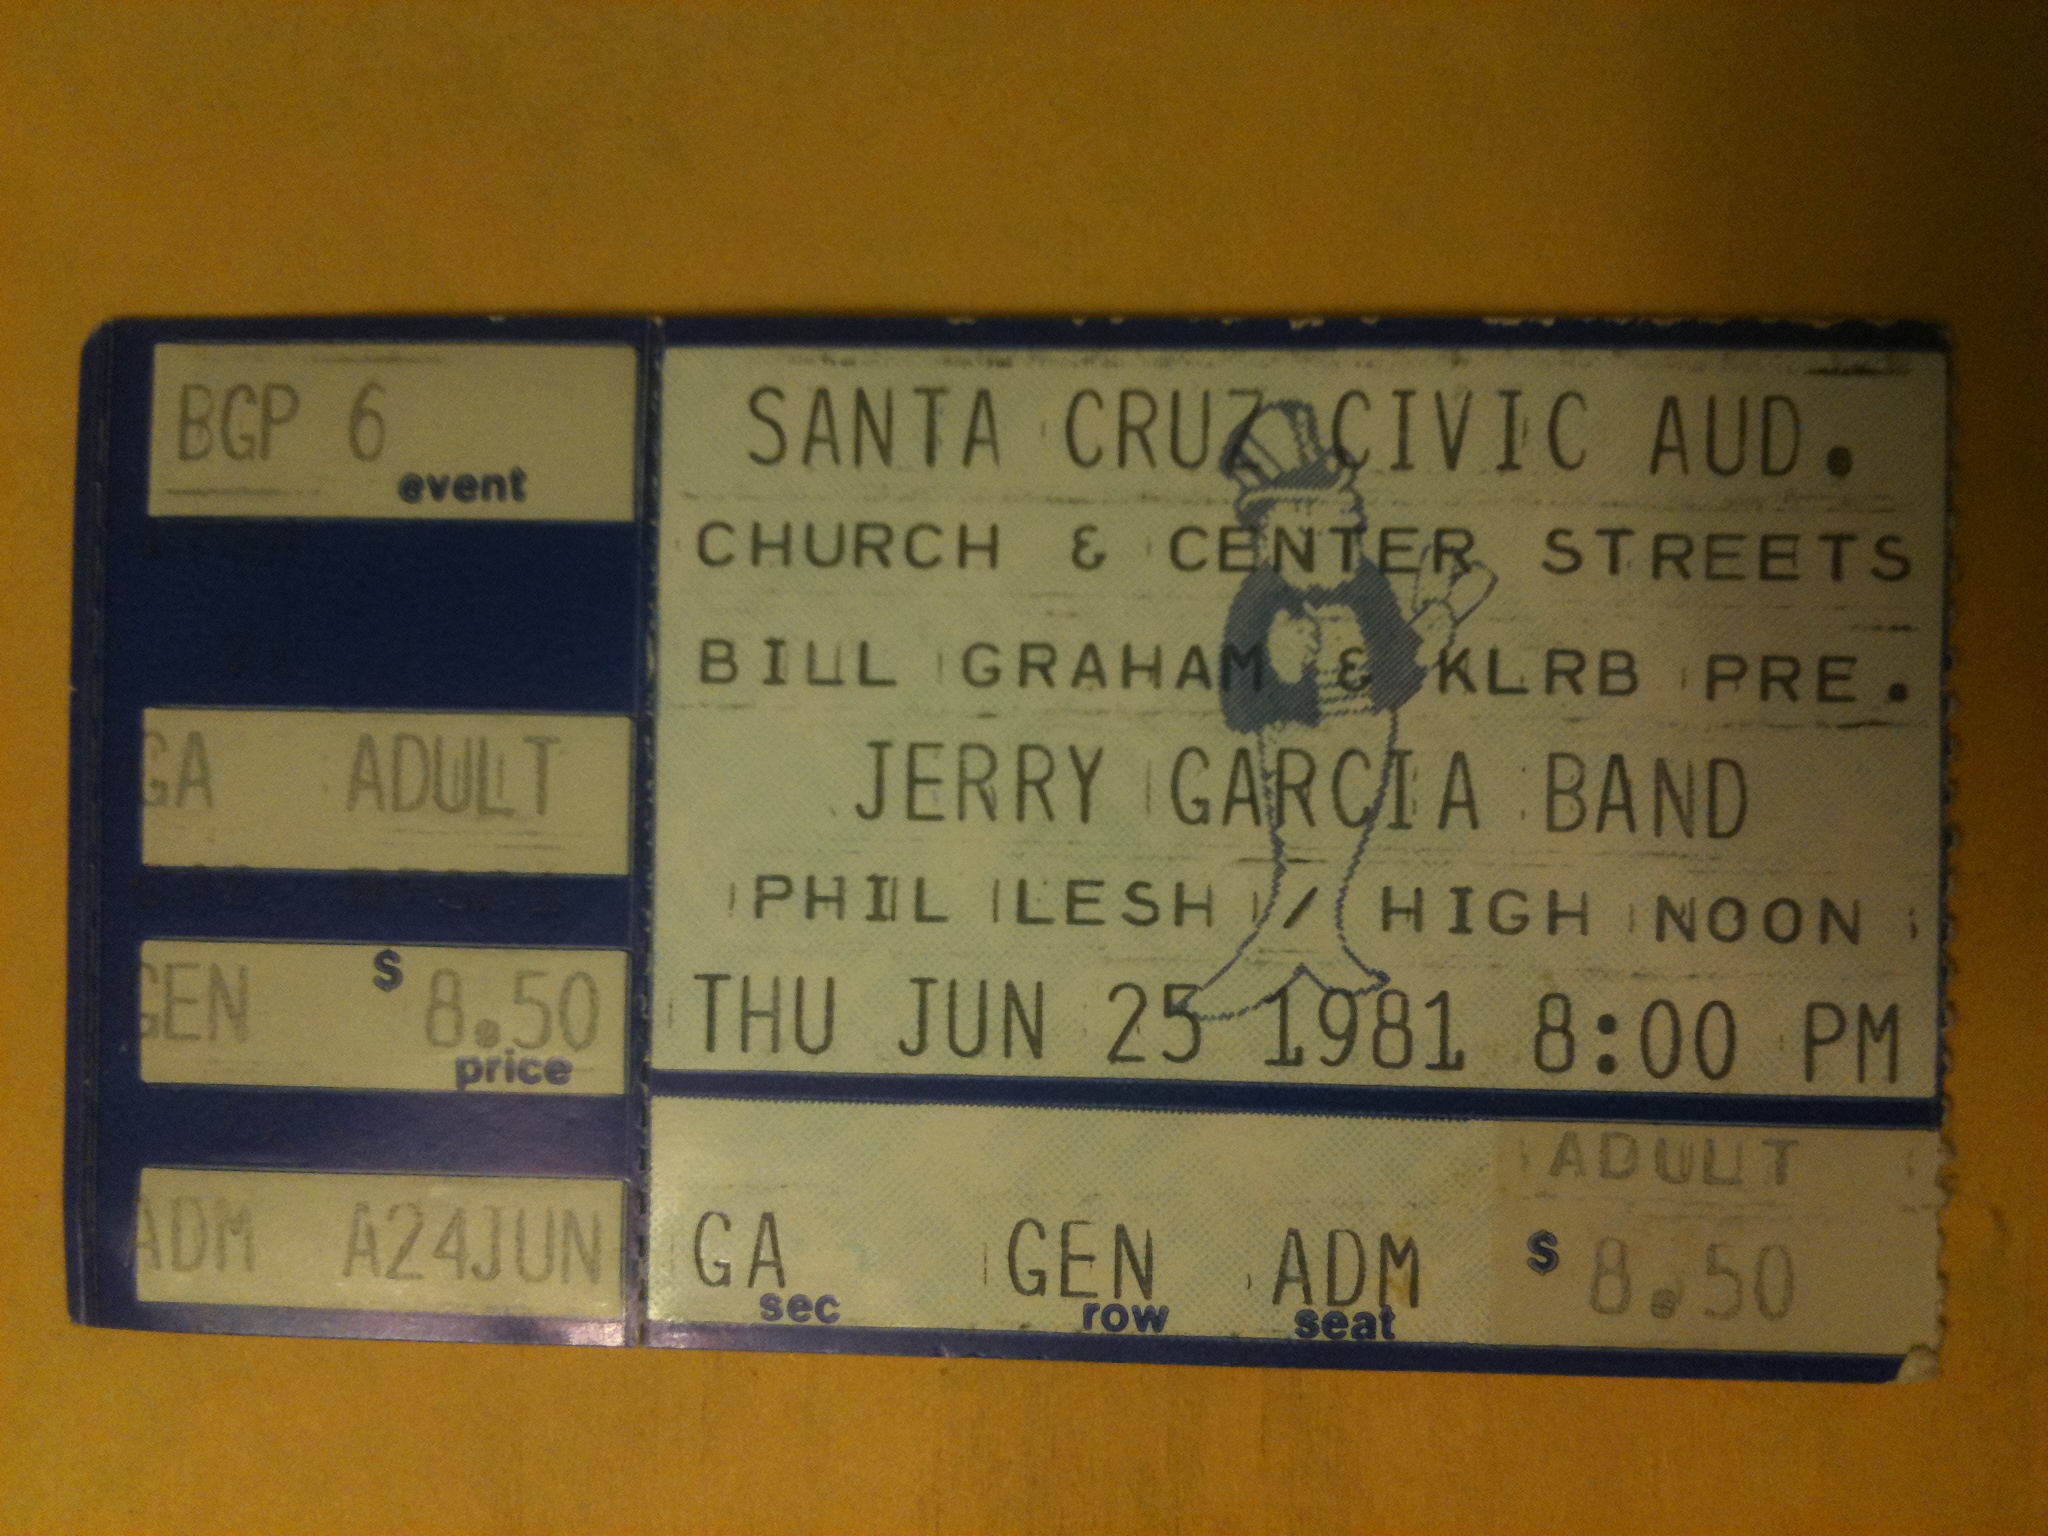 BGP 6
event
GA ADULT
GEN $ 8.50
price
ADM A24JUN
SANTA CRUZ CIVIC AUD.
CHURCH & CENTER STREETS
BILL GRAHAM & KLRB PRE.
JERRY GARCIA BAND
PHIL LESH / HIGH NOON
THU JUN 25 1981 8:00 PM
ADULT
GA GEN ADM $ 8.50
sec row seat